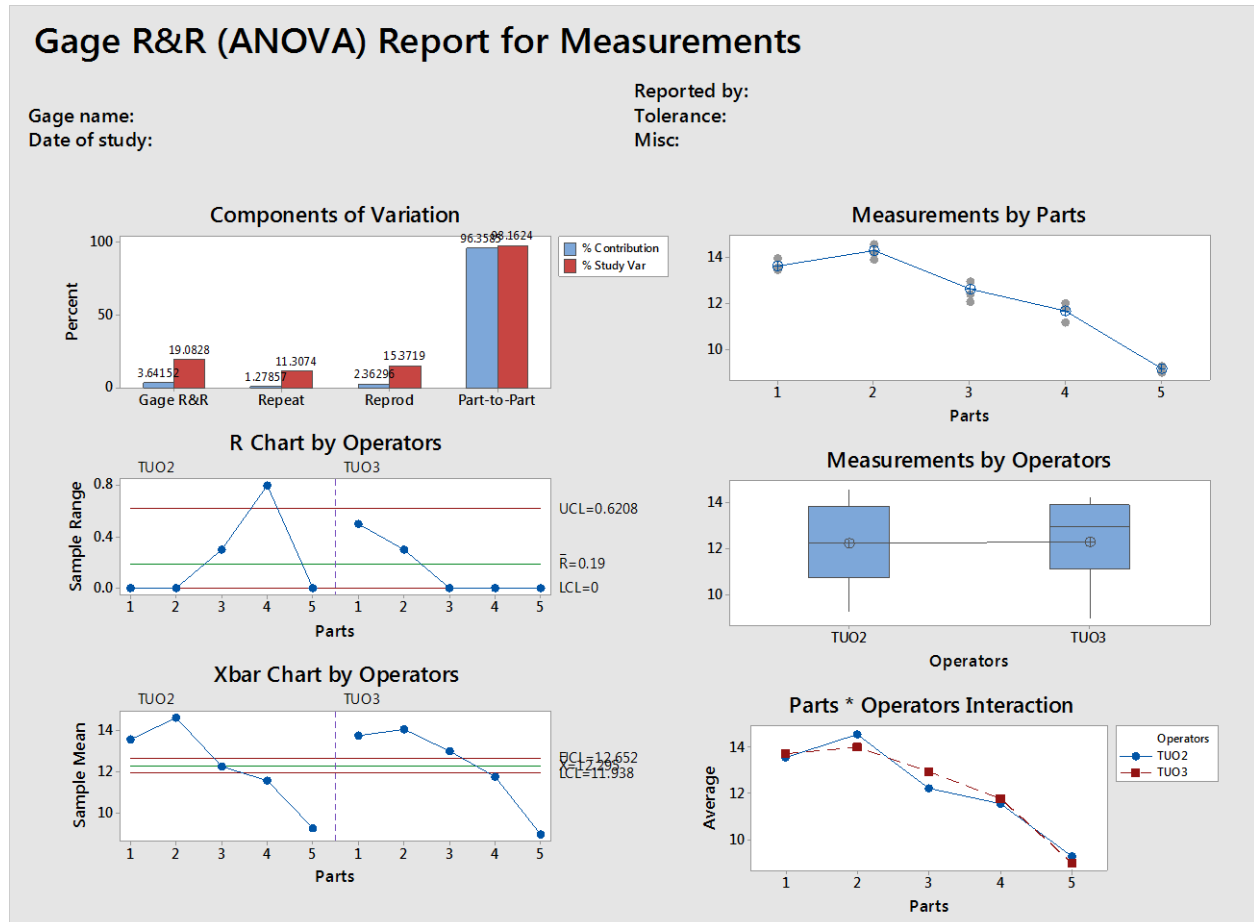 Gage R&R (ANOVA) Report for Measurements
Gage name:
Date of study:
Reported by:
Tolerance:
Misc:
Components of Variation
Percent
100
50
0
3.64152
19.0828
1.27857
11.3074
2.36296
15.3719
96.3585
98.1624
Gage R&R Repeat Reprod Part-to-Part
% Contribution
% Study Var
R Chart by Operators
TUO2 TUO3
Sample Range
0.8
0.4
0.0
UCL=0.6208
R̄=0.19
LCL=0
1 2 3 4 5 1 2 3 4 5
Parts
Xbar Chart by Operators
TUO2 TUO3
Sample Mean
14
12
10
UCL=12.652
X̿=12.295
LCL=11.938
1 2 3 4 5 1 2 3 4 5
Parts
Measurements by Parts
14
12
10
1 2 3 4 5
Parts
Measurements by Operators
14
12
10
TUO2 TUO3
Operators
Parts * Operators Interaction
Average
14
12
10
1 2 3 4 5
Parts
Operators
TUO2
TUO3